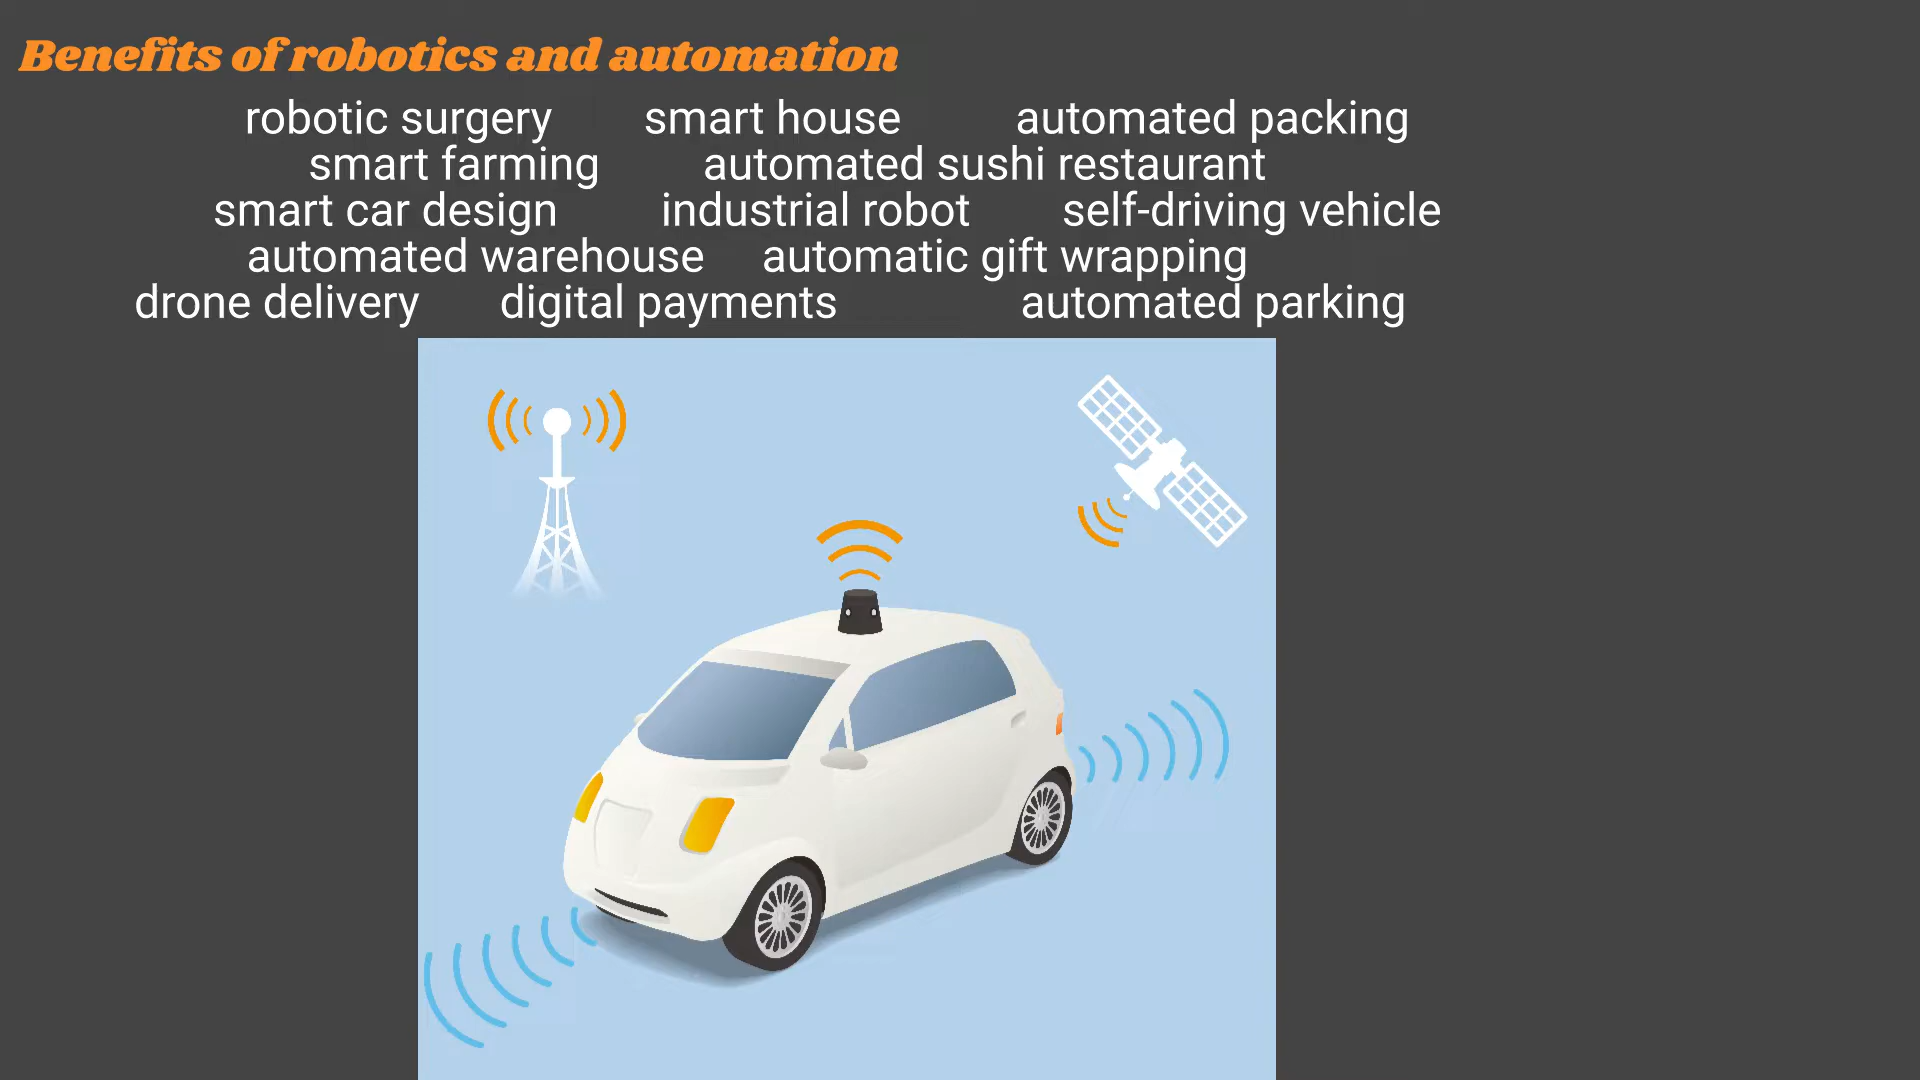 Benefits of robotics and automation
robotic surgery smart house automated packing
smart farming automated sushi restaurant
smart car design industrial robot self-driving vehicle
automated warehouse automatic gift wrapping
drone delivery digital payments automated parking